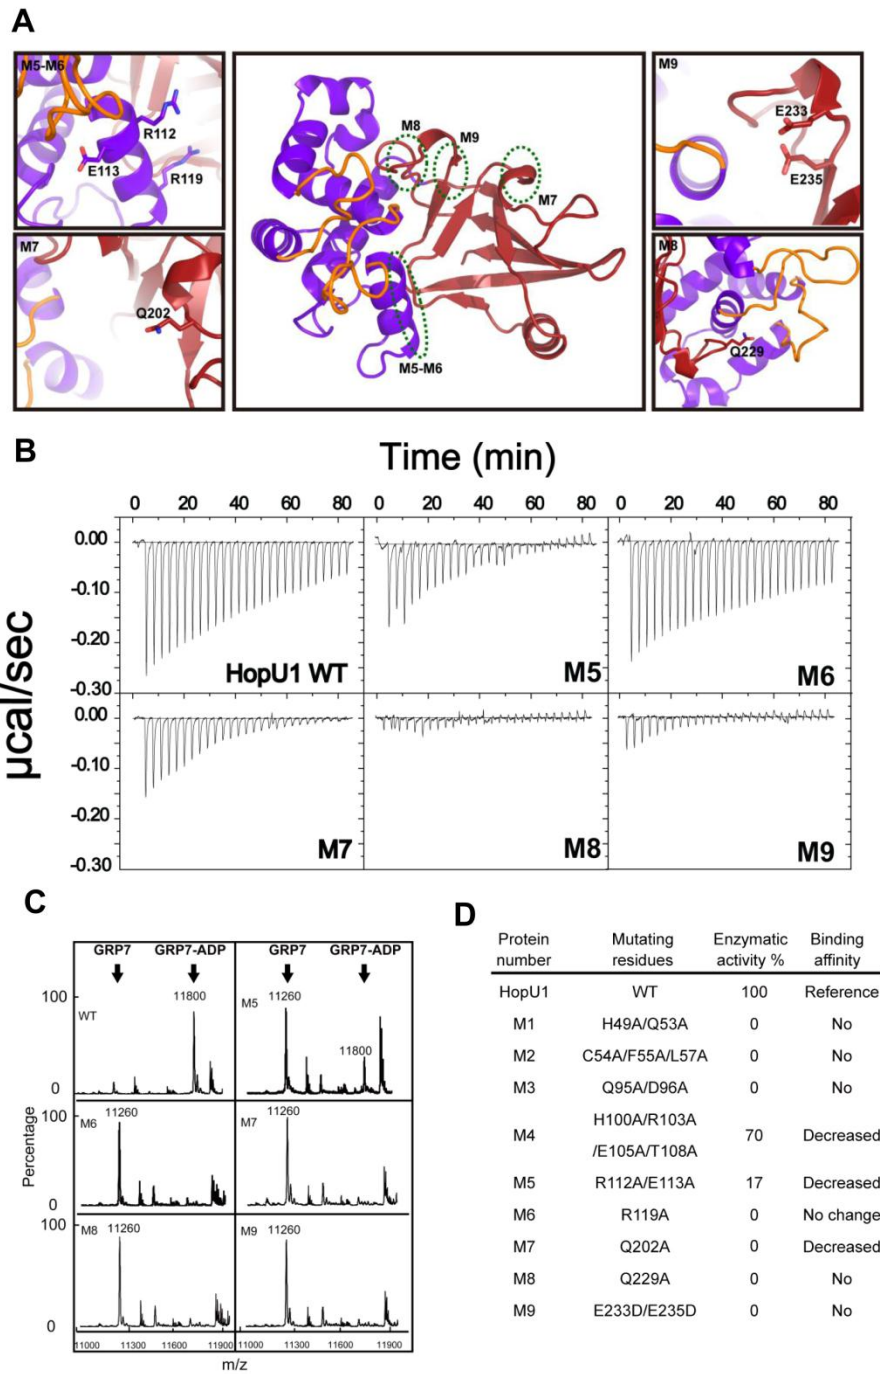 A
M5-M6
R112
E113
R119
M7
Q202
M8
M9
M7
M5-M6
M9
E233
E235
M8
Q229
B
Time (min)
0 20 40 60 80 0 20 40 60 80 0 20 40 60 80
0.00
-0.10
-0.20
-0.30
HopU1 WT M5 M6
0.00
-0.10
-0.20
-0.30
M7 M8 M9
µcal/sec
C
GRP7 GRP7-ADP GRP7 GRP7-ADP
100
WT 11800
0
M5 11260
11800
100
M6 11260
0
M7 11260
100
M8 11260
0
M9 11260
Percentage
11000 11300 11600 11900 11000 11300 11600 11900
m/z
D
Protein number Mutating residues Enzymatic activity % Binding affinity
HopU1 WT 100 Reference
M1 H49A/Q53A 0 No
M2 C54A/F55A/L57A 0 No
M3 Q95A/D96A 0 No
M4 H100A/R103A /E105A/T108A 70 Decreased
M5 R112A/E113A 17 Decreased
M6 R119A 0 No change
M7 Q202A 0 Decreased
M8 Q229A 0 No
M9 E233D/E235D 0 No